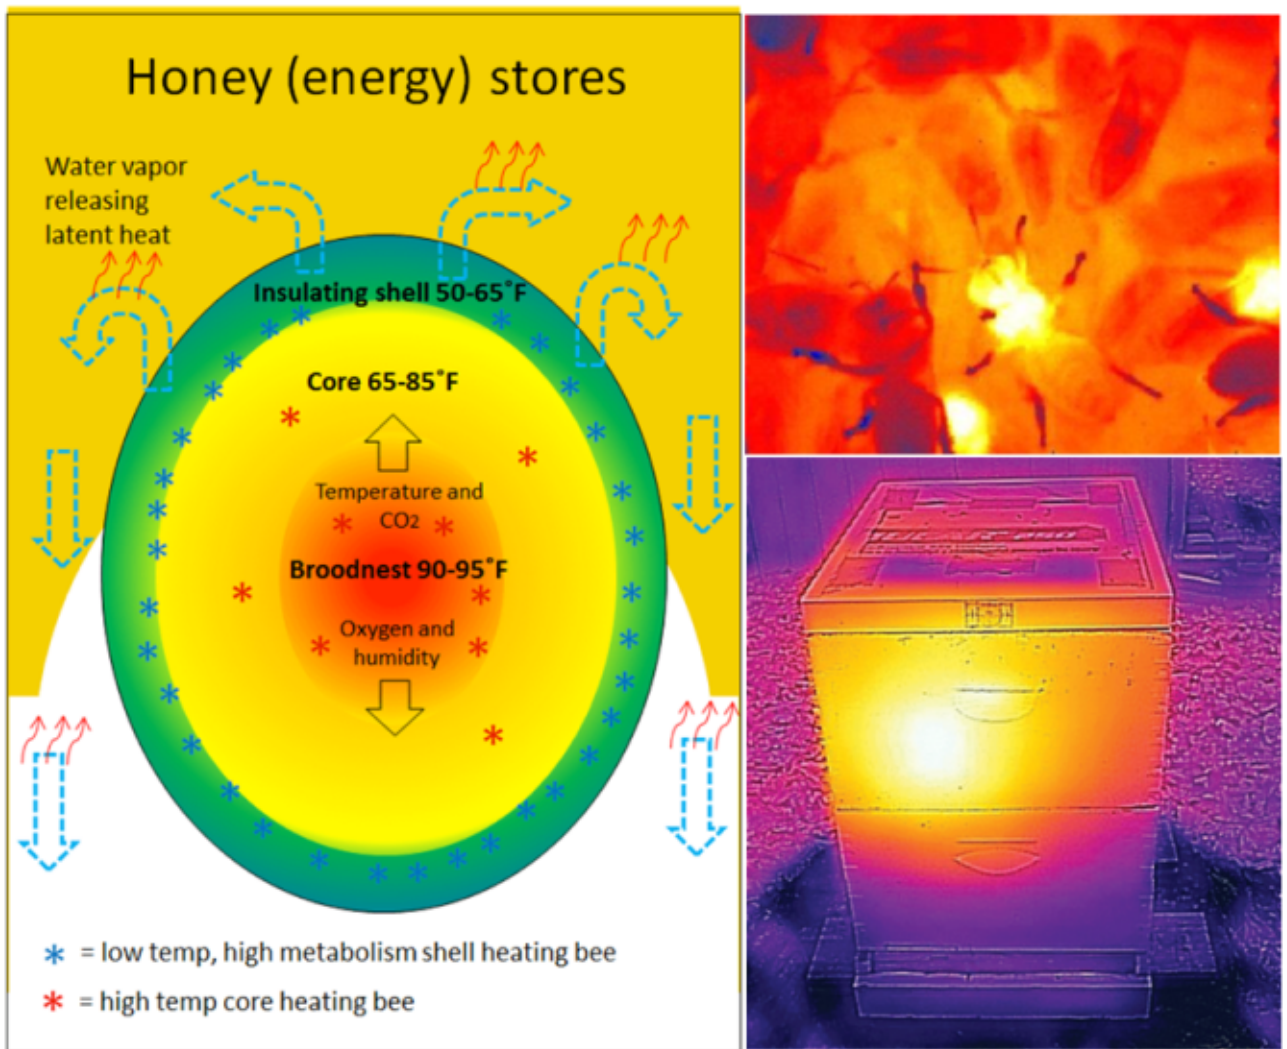 Honey (energy) stores
Water vapor
releasing
latent heat
Insulating shell 50-65˚F
Core 65-85˚F
Temperature and
CO2
Broodnest 90-95˚F
Oxygen and
humidity
* = low temp, high metabolism shell heating bee
* = high temp core heating bee